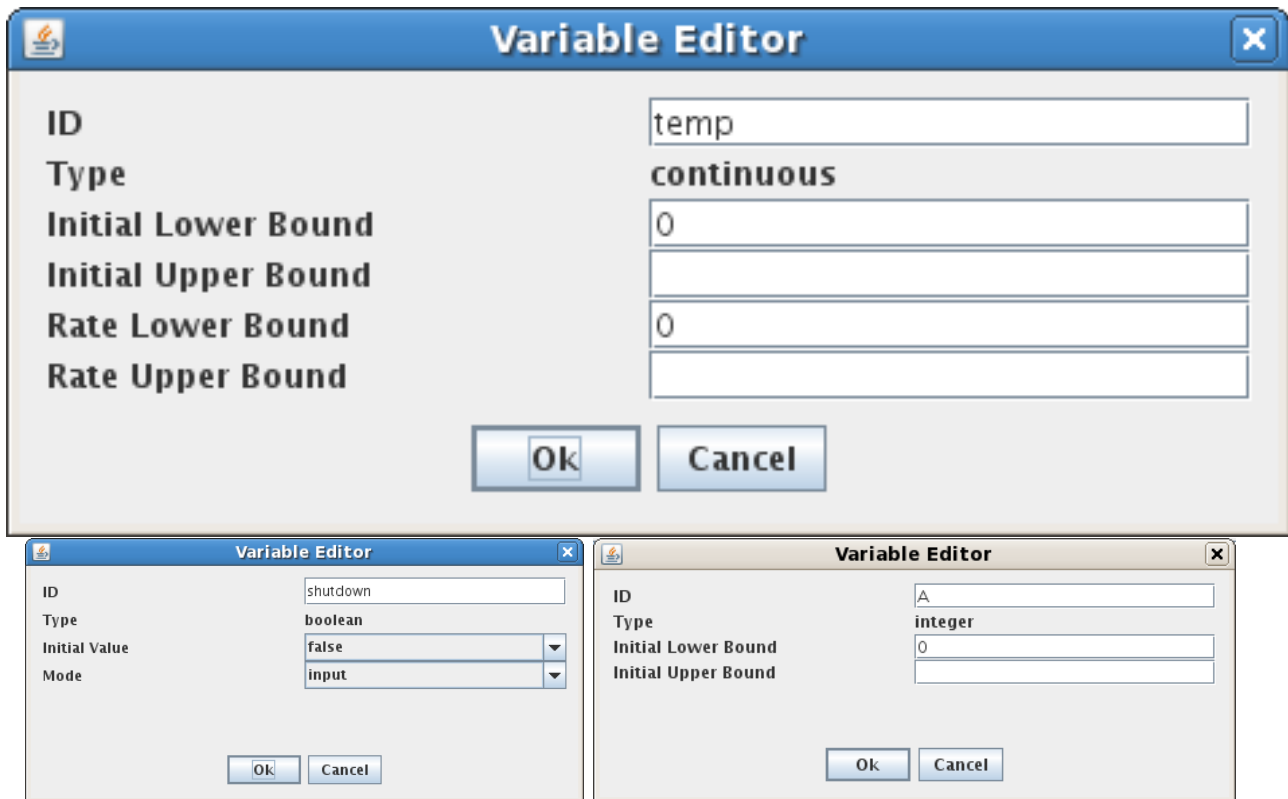 Variable Editor
ID temp
Type continuous
Initial Lower Bound 0
Initial Upper Bound
Rate Lower Bound 0
Rate Upper Bound
Ok Cancel
Variable Editor
ID shutdown
Type boolean
Initial Value false
Mode input
Ok Cancel
Variable Editor
ID A
Type integer
Initial Lower Bound 0
Initial Upper Bound
Ok Cancel